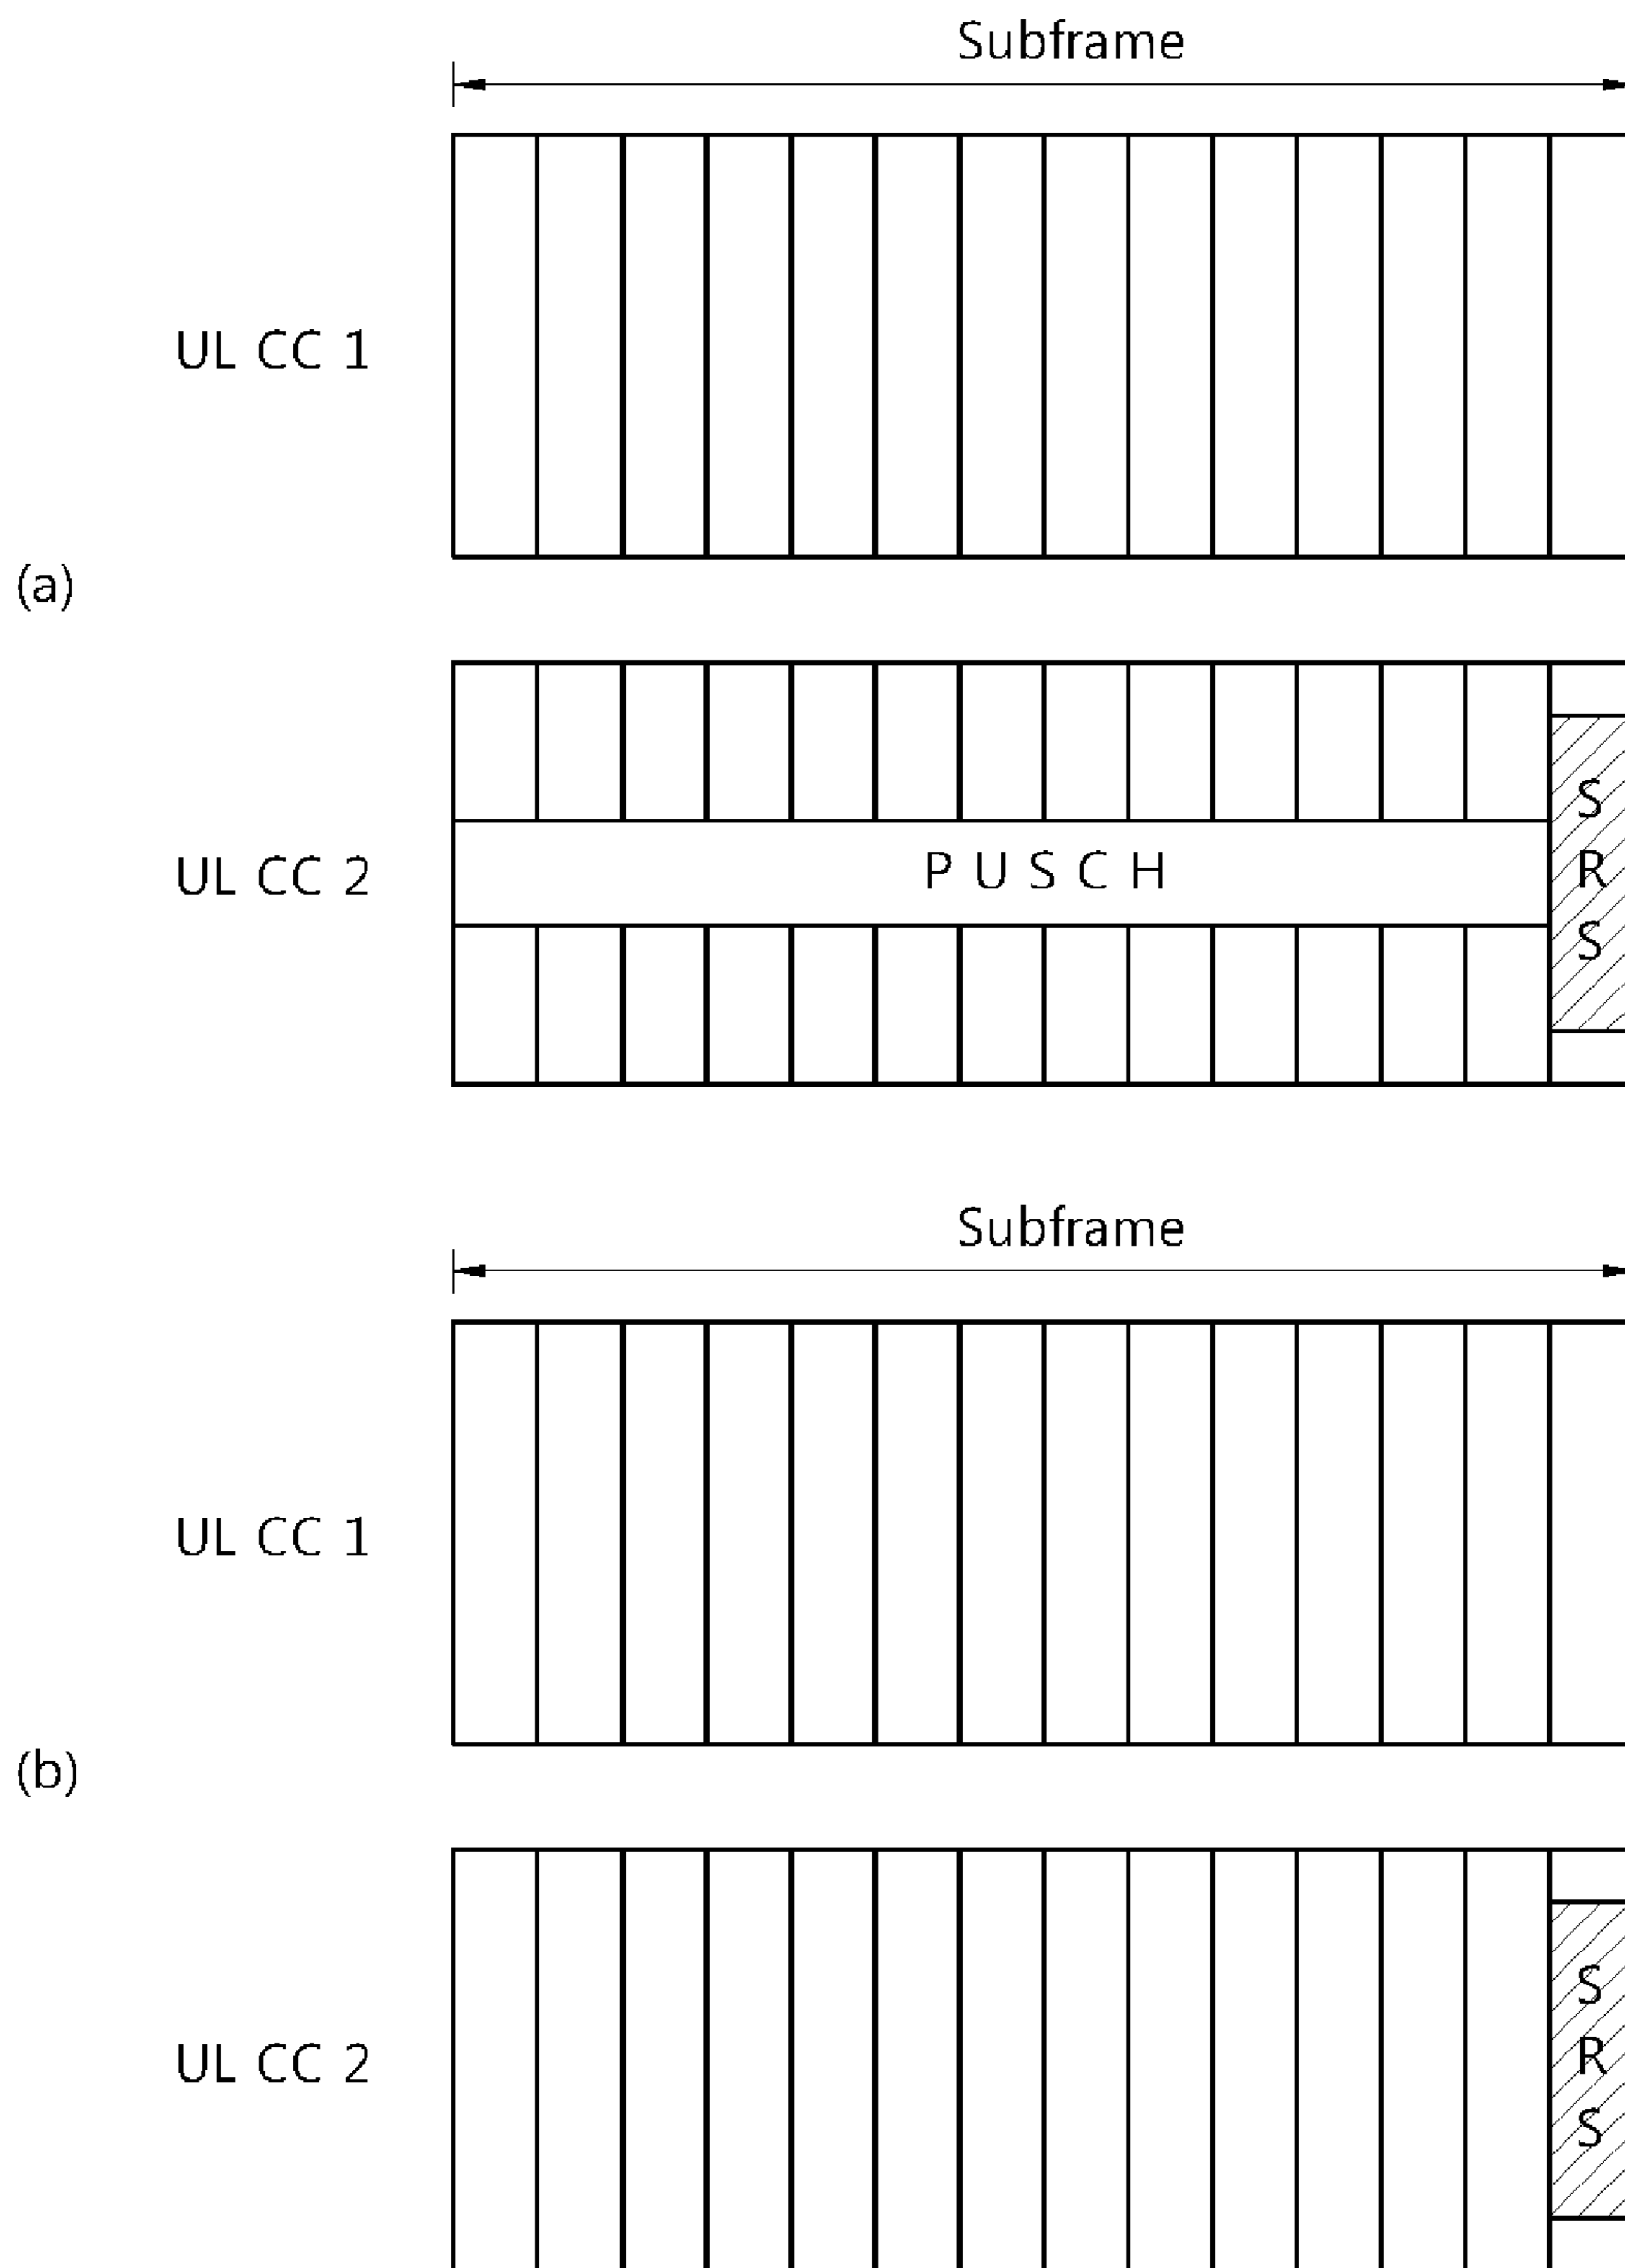 Subframe
UL CC 1
(a)
UL CC 2
P U S C H
S
R
S
Subframe
UL CC 1
(b)
UL CC 2
S
R
S